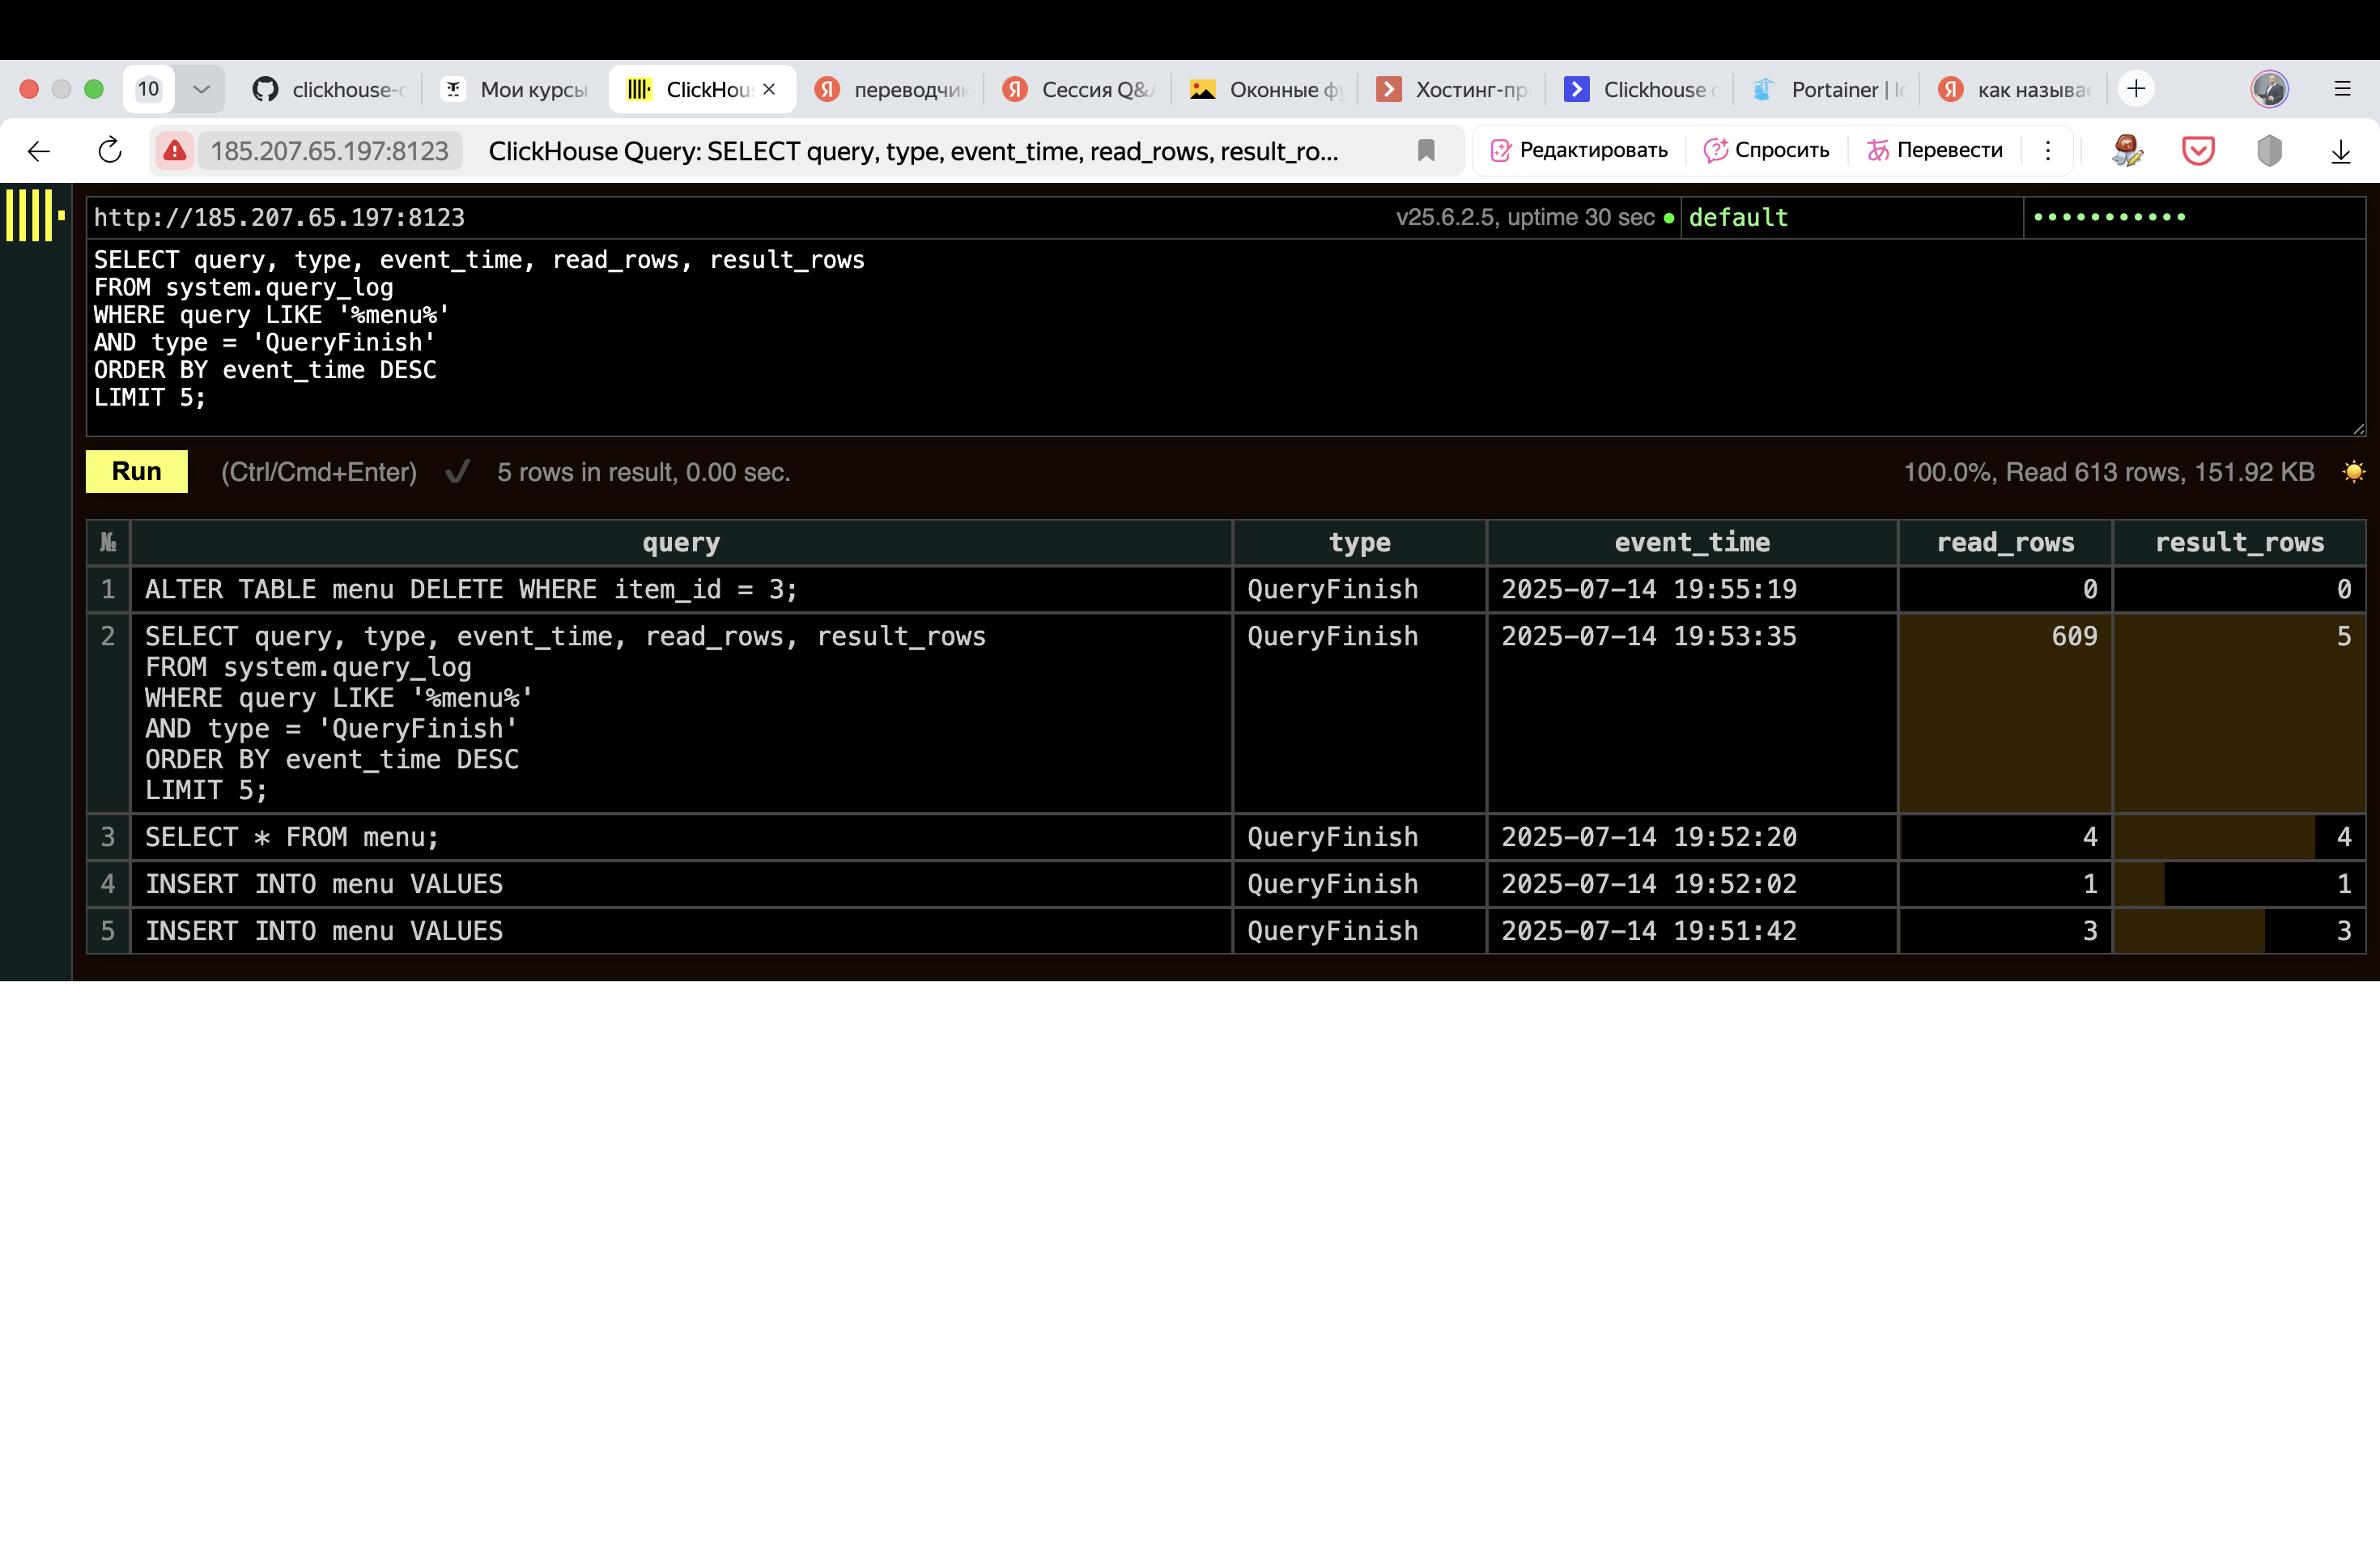 10
clickhouse-c
Мои курсы
ClickHou
переводчик
Сессия Q&A
Оконные фу
Хостинг-пр
Clickhouse
Portainer |
как называе
185.207.65.197:8123
ClickHouse Query: SELECT query, type, event_time, read_rows, result_ro...
Редактировать
Спросить
Перевести
http://185.207.65.197:8123
v25.6.2.5, uptime 30 sec
default
SELECT query, type, event_time, read_rows, result_rows
FROM system.query_log
WHERE query LIKE '%menu%'
AND type = 'QueryFinish'
ORDER BY event_time DESC
LIMIT 5;
Run (Ctrl/Cmd+Enter) ✔ 5 rows in result, 0.00 sec. 100.0%, Read 613 rows, 151.92 KB
№ query type event_time read_rows result_rows
1 ALTER TABLE menu DELETE WHERE item_id = 3; QueryFinish 2025-07-14 19:55:19 0 0
2 SELECT query, type, event_time, read_rows, result_rows QueryFinish 2025-07-14 19:53:35 609 5
FROM system.query_log
WHERE query LIKE '%menu%'
AND type = 'QueryFinish'
ORDER BY event_time DESC
LIMIT 5;
3 SELECT * FROM menu; QueryFinish 2025-07-14 19:52:20 4 4
4 INSERT INTO menu VALUES QueryFinish 2025-07-14 19:52:02 1 1
5 INSERT INTO menu VALUES QueryFinish 2025-07-14 19:51:42 3 3